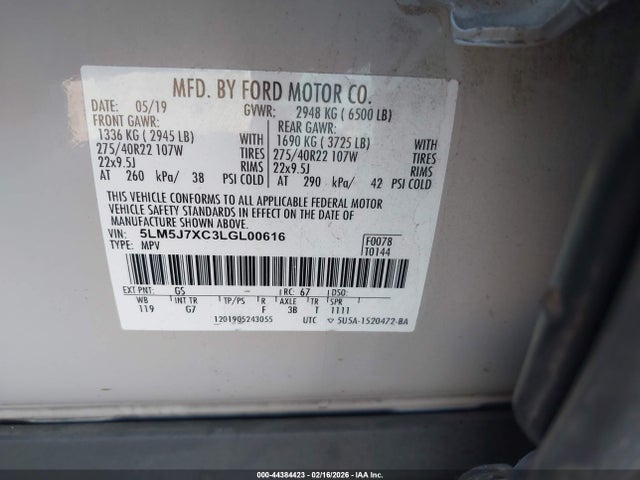 MFD. BY FORD MOTOR CO.
DATE: 05/19 GVWR: 2948 KG ( 6500 LB)
FRONT GAWR: REAR GAWR:
1336 KG ( 2945 LB) WITH 1690 KG ( 3725 LB) WITH
275/40R22 107W TIRES 275/40R22 107W TIRES
22x9.5J RIMS 22x9.5J RIMS
AT 260 kPa/ 38 PSI COLD AT 290 kPa/ 42 PSI COLD
THIS VEHICLE CONFORMS TO ALL APPLICABLE FEDERAL MOTOR
VEHICLE SAFETY STANDARDS IN EFFECT ON THE DATE OF
MANUFACTURE SHOWN ABOVE.
VIN: 5LM5J7XC3LGL00616 F0078
TYPE: MPV T0144
EXT PNT: GS RC: 67 DSO:
WB INT TR TP/PS R AXLE TR SPR
119 G7 F 3B T 1111
1201905243055 UTC ▽ 5U5A-1520472-BA
000-44384423 - 02/16/2026 - © IAA, Inc.